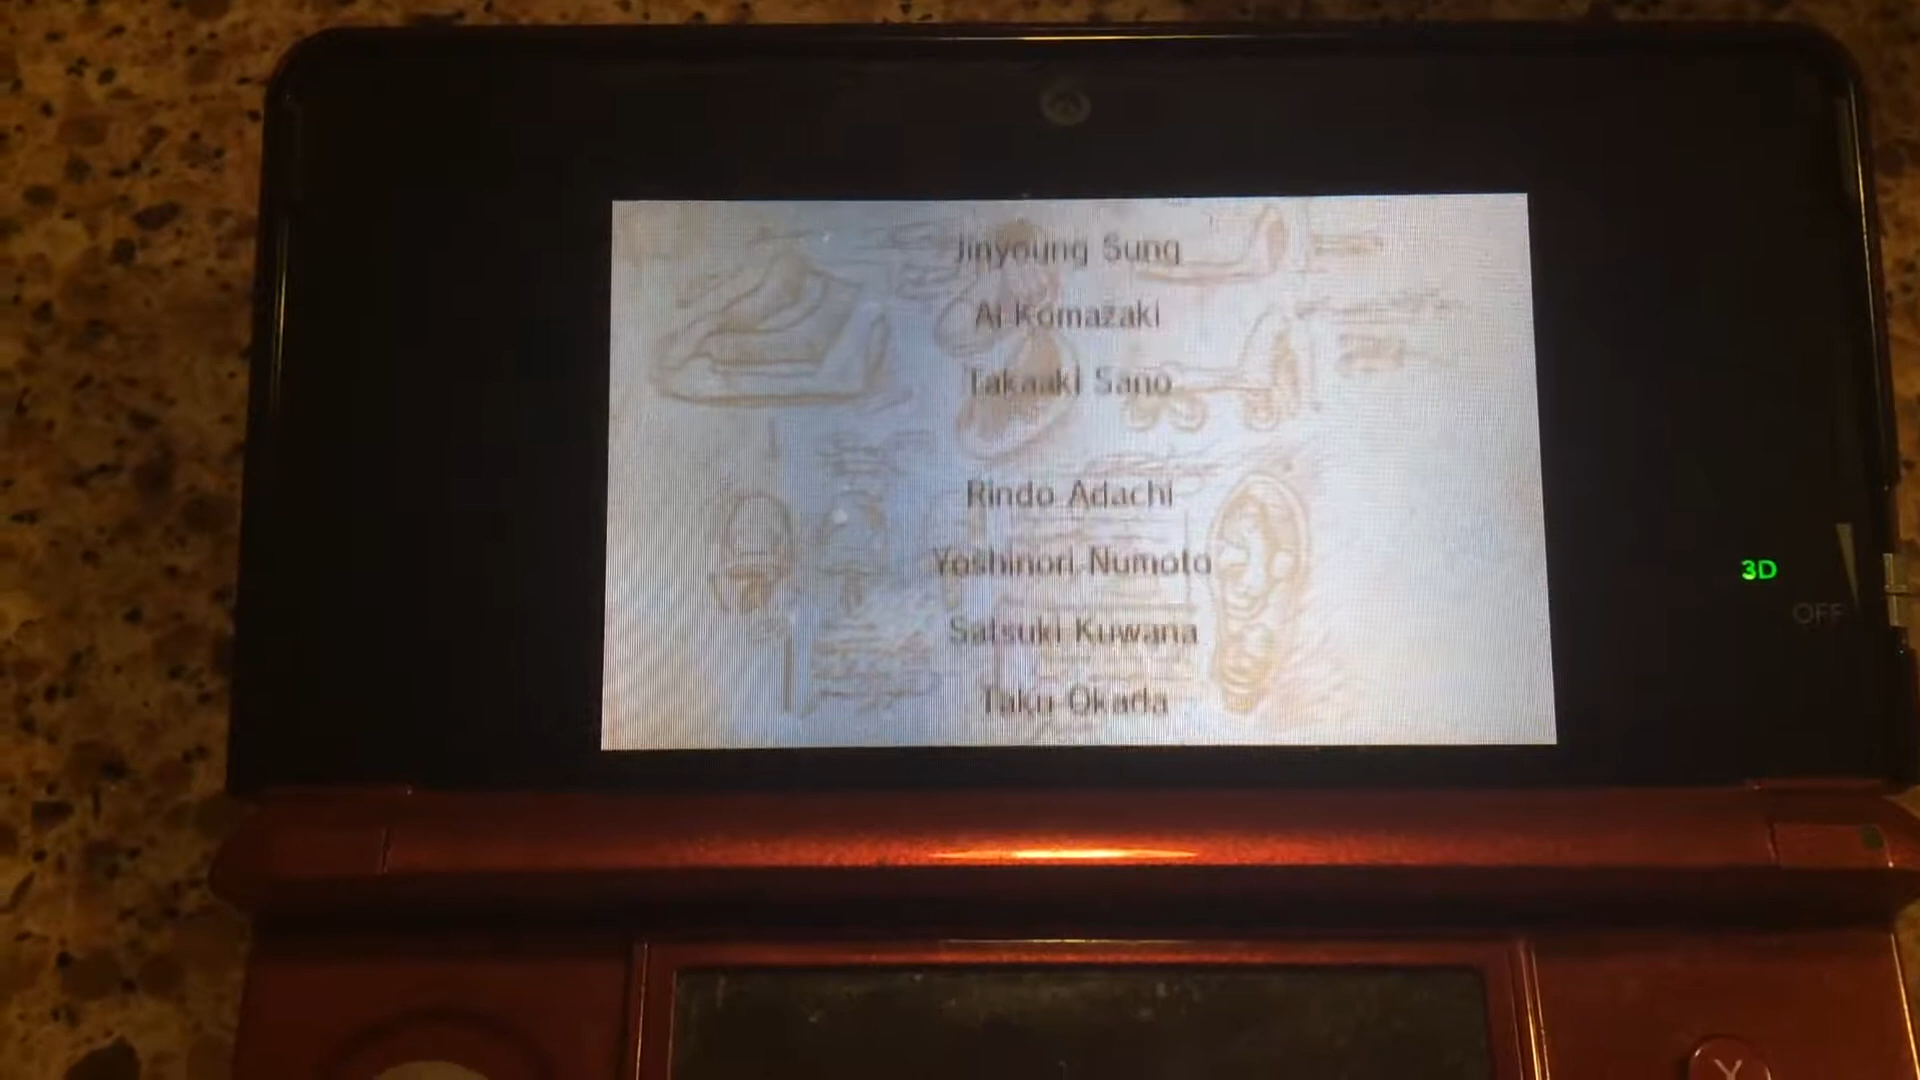 Jinyoung Sung
Ai Komazaki
Takaaki Sano
Rindo Adachi
Yoshinori Numoto
Satsuki Kuwana
Taku Okada
3D
OFF
Y